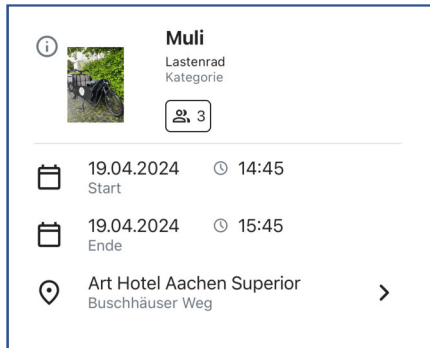 Muli
Lastenrad
Kategorie
3
19.04.2024 14:45
Start
19.04.2024 15:45
Ende
Art Hotel Aachen Superior
Buschhäuser Weg